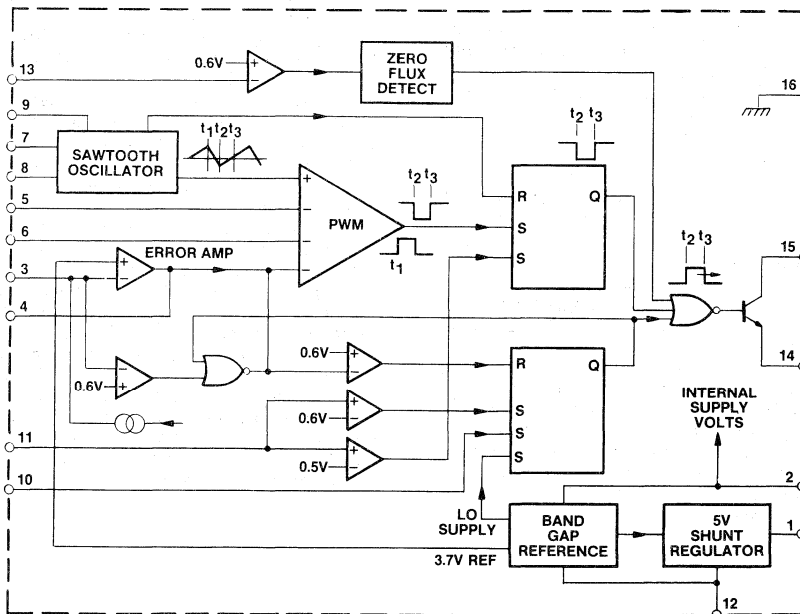 13
0.6V
+
−
ZERO
FLUX
DETECT
16
9
7
8
SAWTOOTH
OSCILLATOR
t1 t2 t3
t2 t3
5
6
+
−
−
−
PWM
t2 t3
t1
R
S
S
Q
15
t2 t3
14
3
4
ERROR AMP
+
−
−
+
0.6V
0.6V
+
−
+
−
0.6V
+
−
0.5V
R
S
S
S
Q
INTERNAL
SUPPLY
VOLTS
11
10
LO
SUPPLY
3.7V REF
BAND
GAP
REFERENCE
5V
SHUNT
REGULATOR
2
1
12